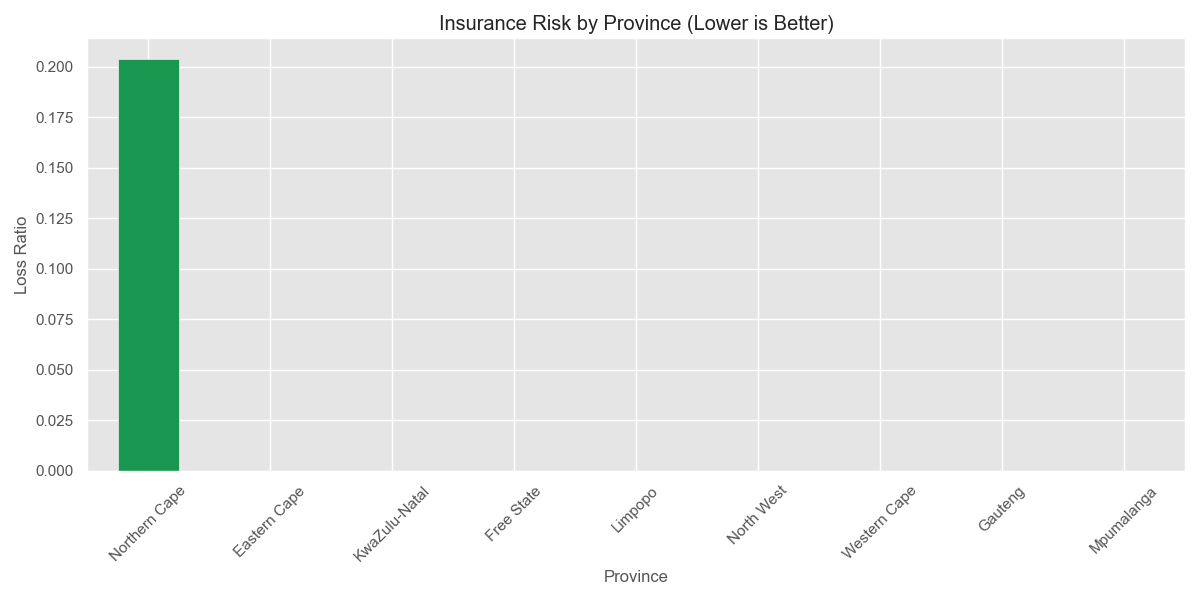 Insurance Risk by Province (Lower is Better)
Loss Ratio
0.200
0.175
0.150
0.125
0.100
0.075
0.050
0.025
0.000
Northern Cape
Eastern Cape
KwaZulu-Natal
Free State
Limpopo
North West
Western Cape
Gauteng
Mpumalanga
Province